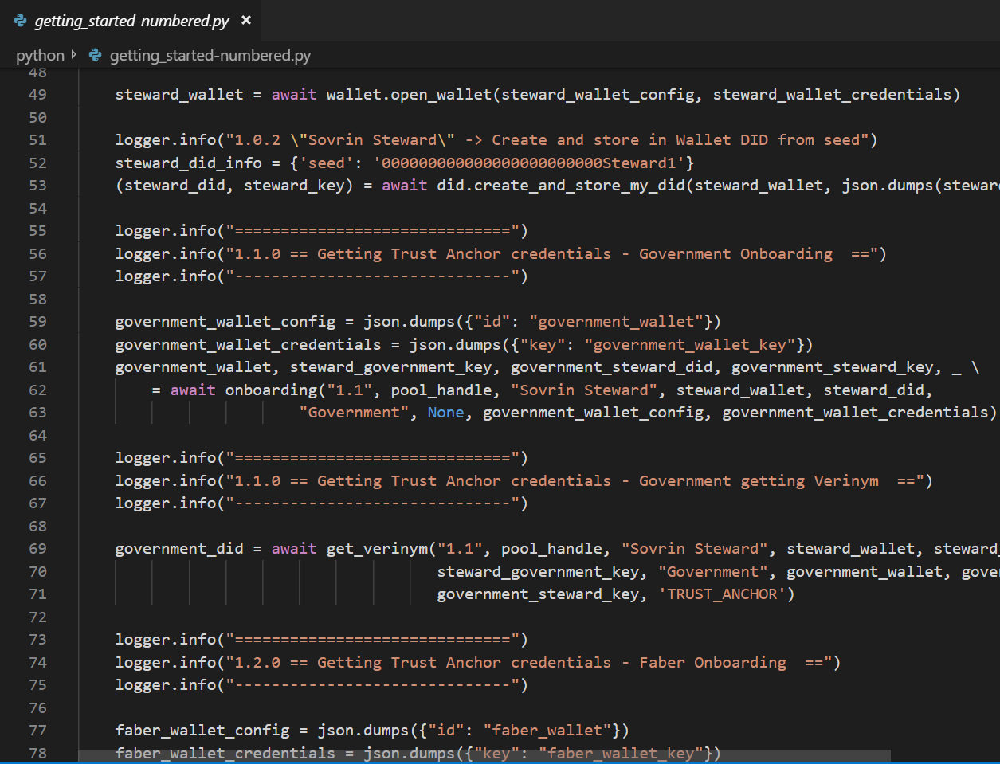 getting_started-numbered.py ×
python getting_started-numbered.py
48
49 steward_wallet = await wallet.open_wallet(steward_wallet_config, steward_wallet_credentials)
50
51 logger.info("1.0.2 \"Sovrin Steward\" -> Create and store in Wallet DID from seed")
52 steward_did_info = {'seed': '000000000000000000000000Steward1'}
53 (steward_did, steward_key) = await did.create_and_store_my_did(steward_wallet, json.dumps(steward
54
55 logger.info("==============================")
56 logger.info("1.1.0 == Getting Trust Anchor credentials - Government Onboarding  ==")
57 logger.info("------------------------------")
58
59 government_wallet_config = json.dumps({"id": "government_wallet"})
60 government_wallet_credentials = json.dumps({"key": "government_wallet_key"})
61 government_wallet, steward_government_key, government_steward_did, government_steward_key, _ \
62 = await onboarding("1.1", pool_handle, "Sovrin Steward", steward_wallet, steward_did,
63 "Government", None, government_wallet_config, government_wallet_credentials)
64
65 logger.info("==============================")
66 logger.info("1.1.0 == Getting Trust Anchor credentials - Government getting Verinym  ==")
67 logger.info("------------------------------")
68
69 government_did = await get_verinym("1.1", pool_handle, "Sovrin Steward", steward_wallet, steward_
70 steward_government_key, "Government", government_wallet, gover
71 government_steward_key, 'TRUST_ANCHOR')
72
73 logger.info("==============================")
74 logger.info("1.2.0 == Getting Trust Anchor credentials - Faber Onboarding  ==")
75 logger.info("------------------------------")
76
77 faber_wallet_config = json.dumps({"id": "faber_wallet"})
78 faber_wallet_credentials = json.dumps({"key": "faber_wallet_key"})